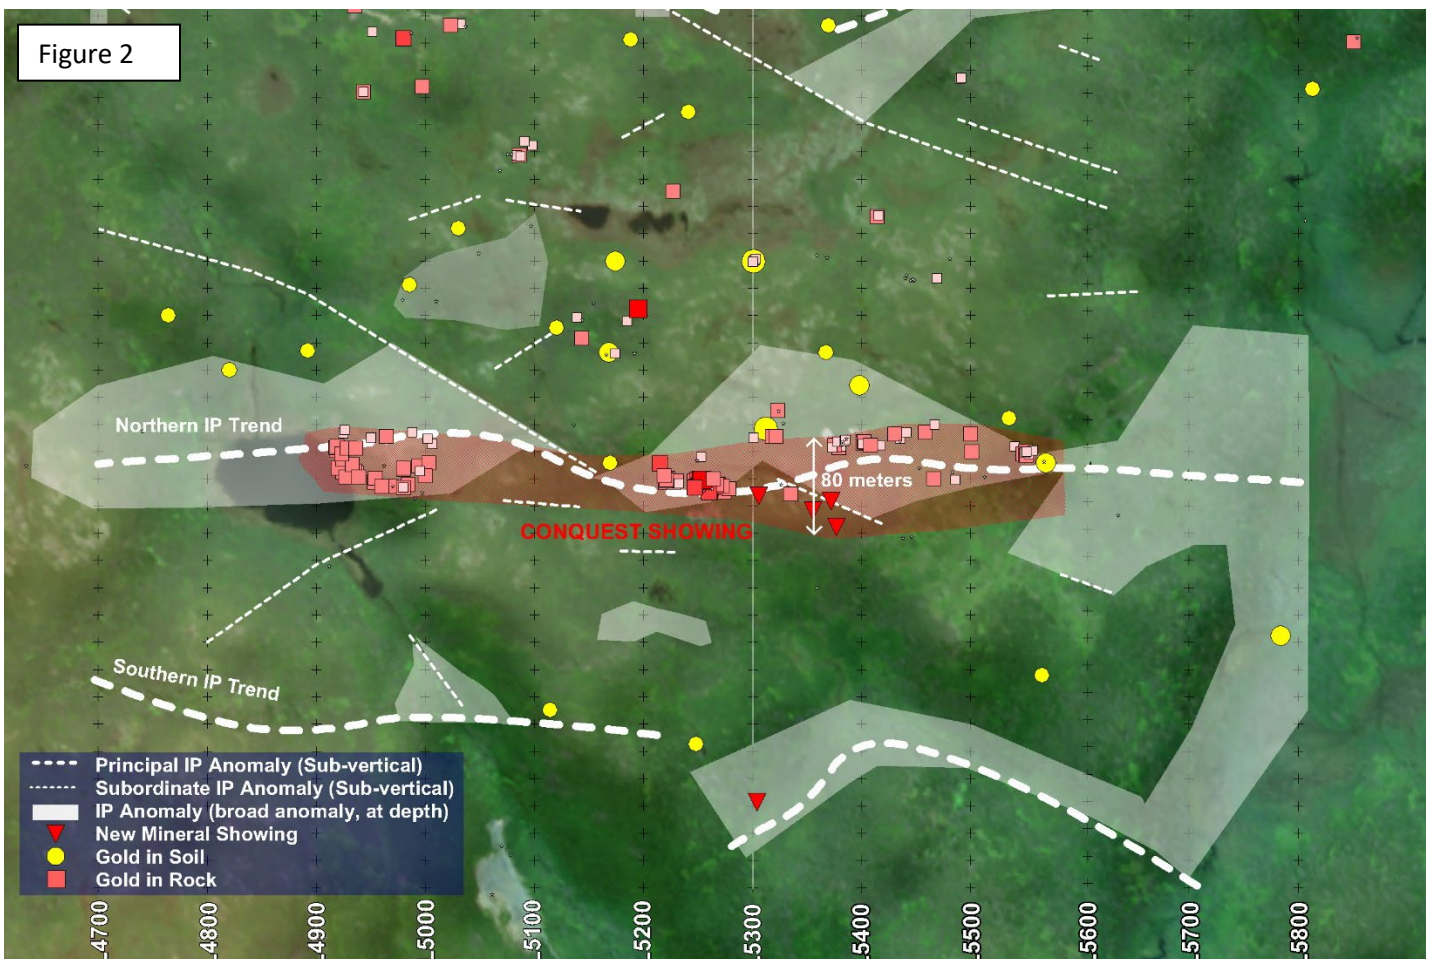 Figure 2
Northern IP Trend
80 meters
CONQUEST SHOWING
Southern IP Trend
Principal IP Anomaly (Sub-vertical)
Subordinate IP Anomaly (Sub-vertical)
IP Anomaly (broad anomaly, at depth)
New Mineral Showing
Gold in Soil
Gold in Rock
4700
4800
4900
5000
5100
5200
5300
5400
5500
5600
5700
5800